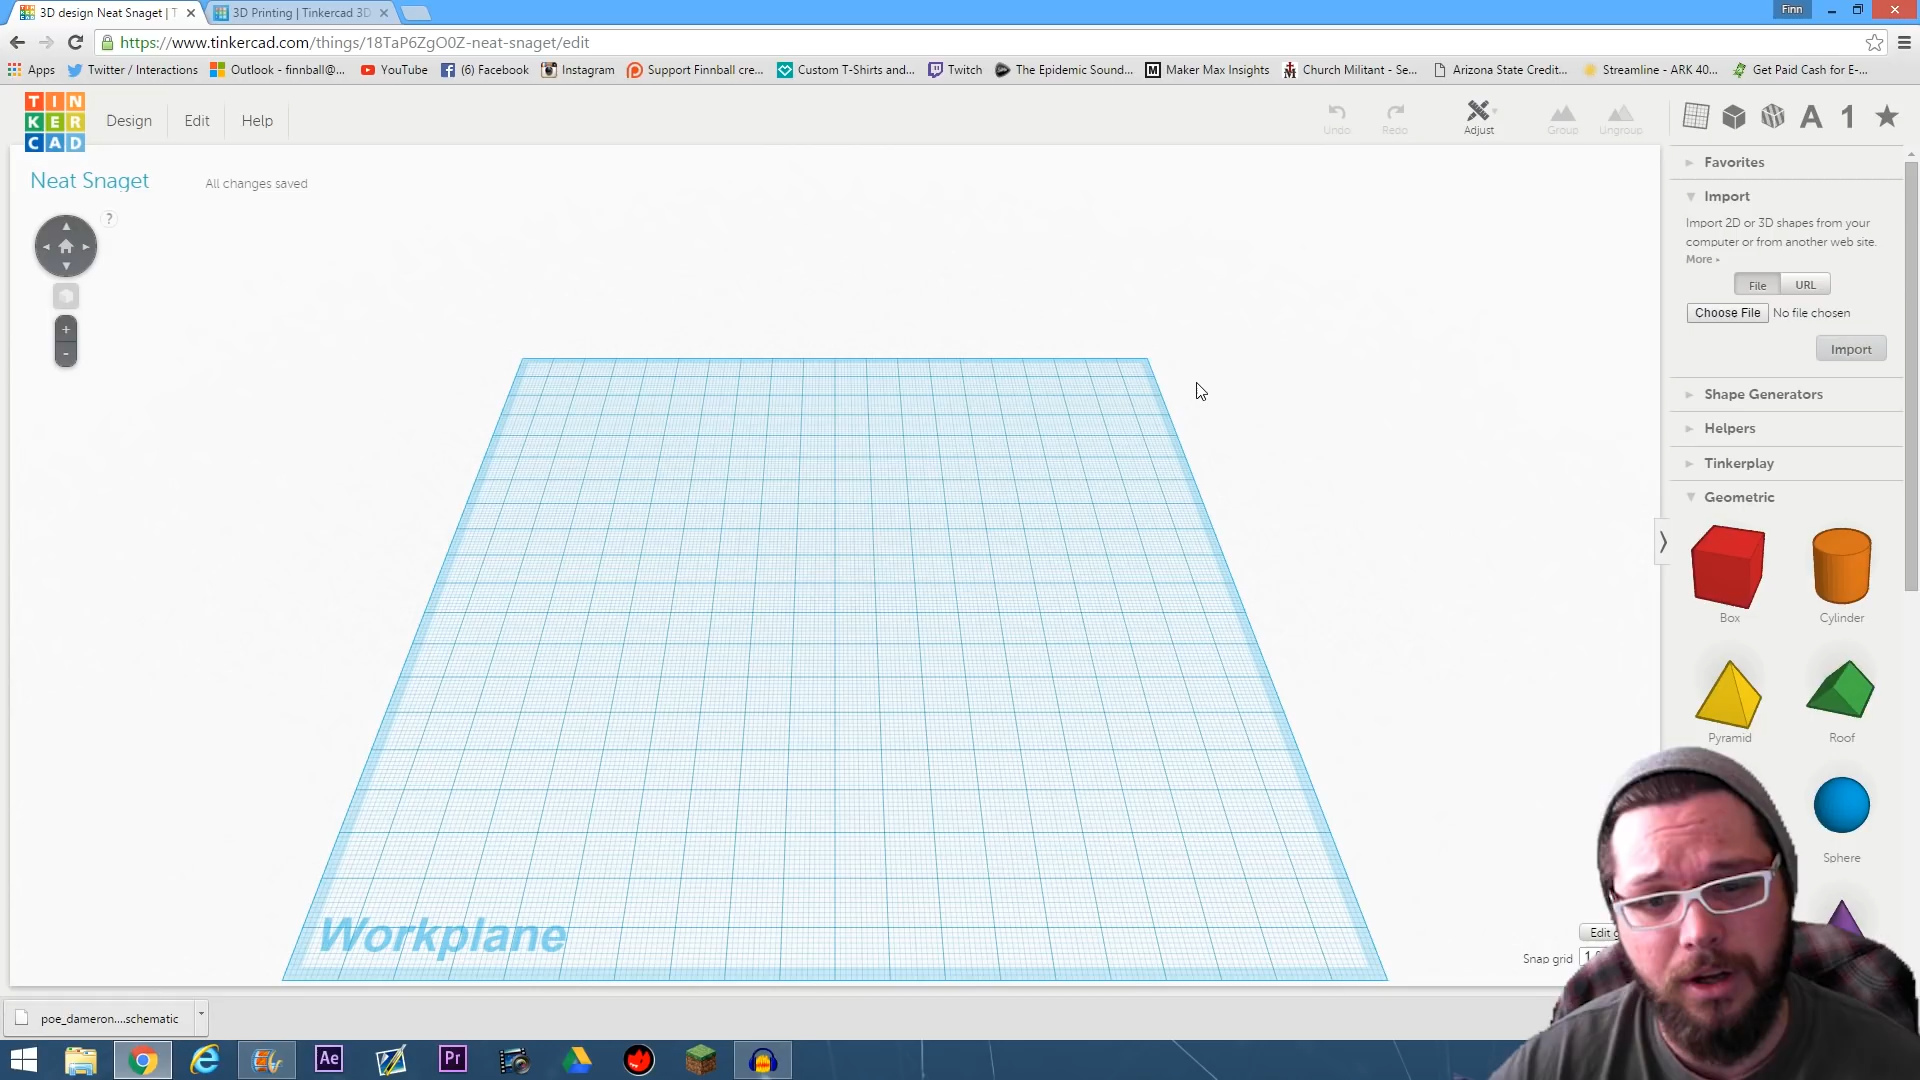 3D design Neat Snaget | T
3D Printing | Tinkercad 3D
Finn
https://www.tinkercad.com/things/18TaP6ZgO0Z-neat-snaget/edit
Apps
Twitter / Interactions
Outlook - finnball@...
YouTube
(6) Facebook
Instagram
Support Finnball cre...
Custom T-Shirts and...
Twitch
The Epidemic Sound...
Maker Max Insights
Church Militant - Se...
Arizona State Credit...
Streamline - ARK 40...
Get Paid Cash for E-...
TIN
KER
CAD
Design
Edit
Help
Undo
Redo
Adjust
Group
Ungroup
A
1
Neat Snaget
All changes saved
?
+
-
Favorites
Import
Import 2D or 3D shapes from your
computer or from another web site.
More
File
URL
Choose File
No file chosen
Import
Shape Generators
Helpers
Tinkerplay
Geometric
Box
Cylinder
Pyramid
Roof
Sphere
Workplane
Edit
Snap grid
poe_dameron....schematic
Ae
Pr